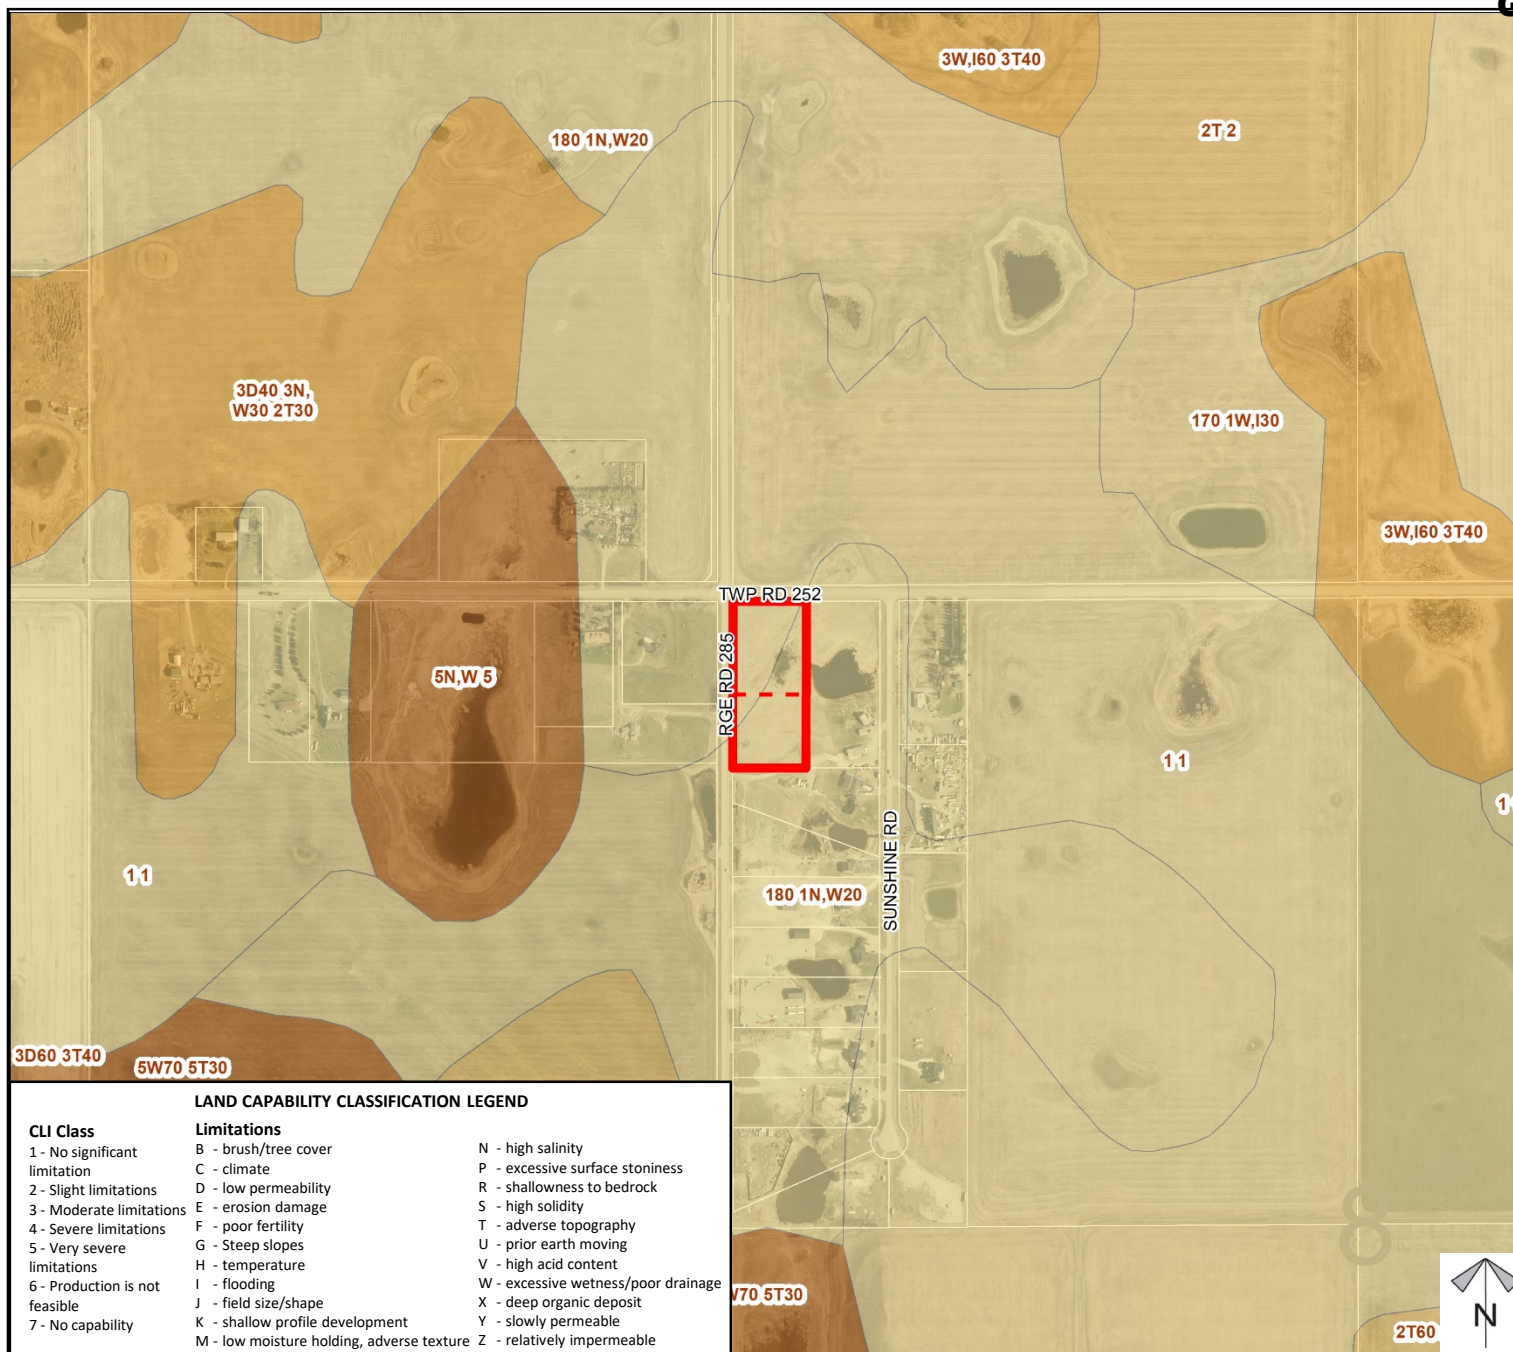 3W,I60 3T40
2T 2
180 1N,W20
3D40 3N,
W30 2T30
170 1W,I30
3W,I60 3T40
TWP RD 252
RGE RD 285
5N,W 5
1 1
1
1 1
180 1N,W20
SUNSHINE RD
3D60 3T40
5W70 5T30
8
70 5T30
2T60
N
LAND CAPABILITY CLASSIFICATION LEGEND
CLI Class
1 - No significant
limitation
2 - Slight limitations
3 - Moderate limitations
4 - Severe limitations
5 - Very severe
limitations
6 - Production is not
feasible
7 - No capability
Limitations
B - brush/tree cover
C - climate
D - low permeability
E - erosion damage
F - poor fertility
G - Steep slopes
H - temperature
I - flooding
J - field size/shape
K - shallow profile development
M - low moisture holding, adverse texture
N - high salinity
P - excessive surface stoniness
R - shallowness to bedrock
S - high solidity
T - adverse topography
U - prior earth moving
V - high acid content
W - excessive wetness/poor drainage
X - deep organic deposit
Y - slowly permeable
Z - relatively impermeable